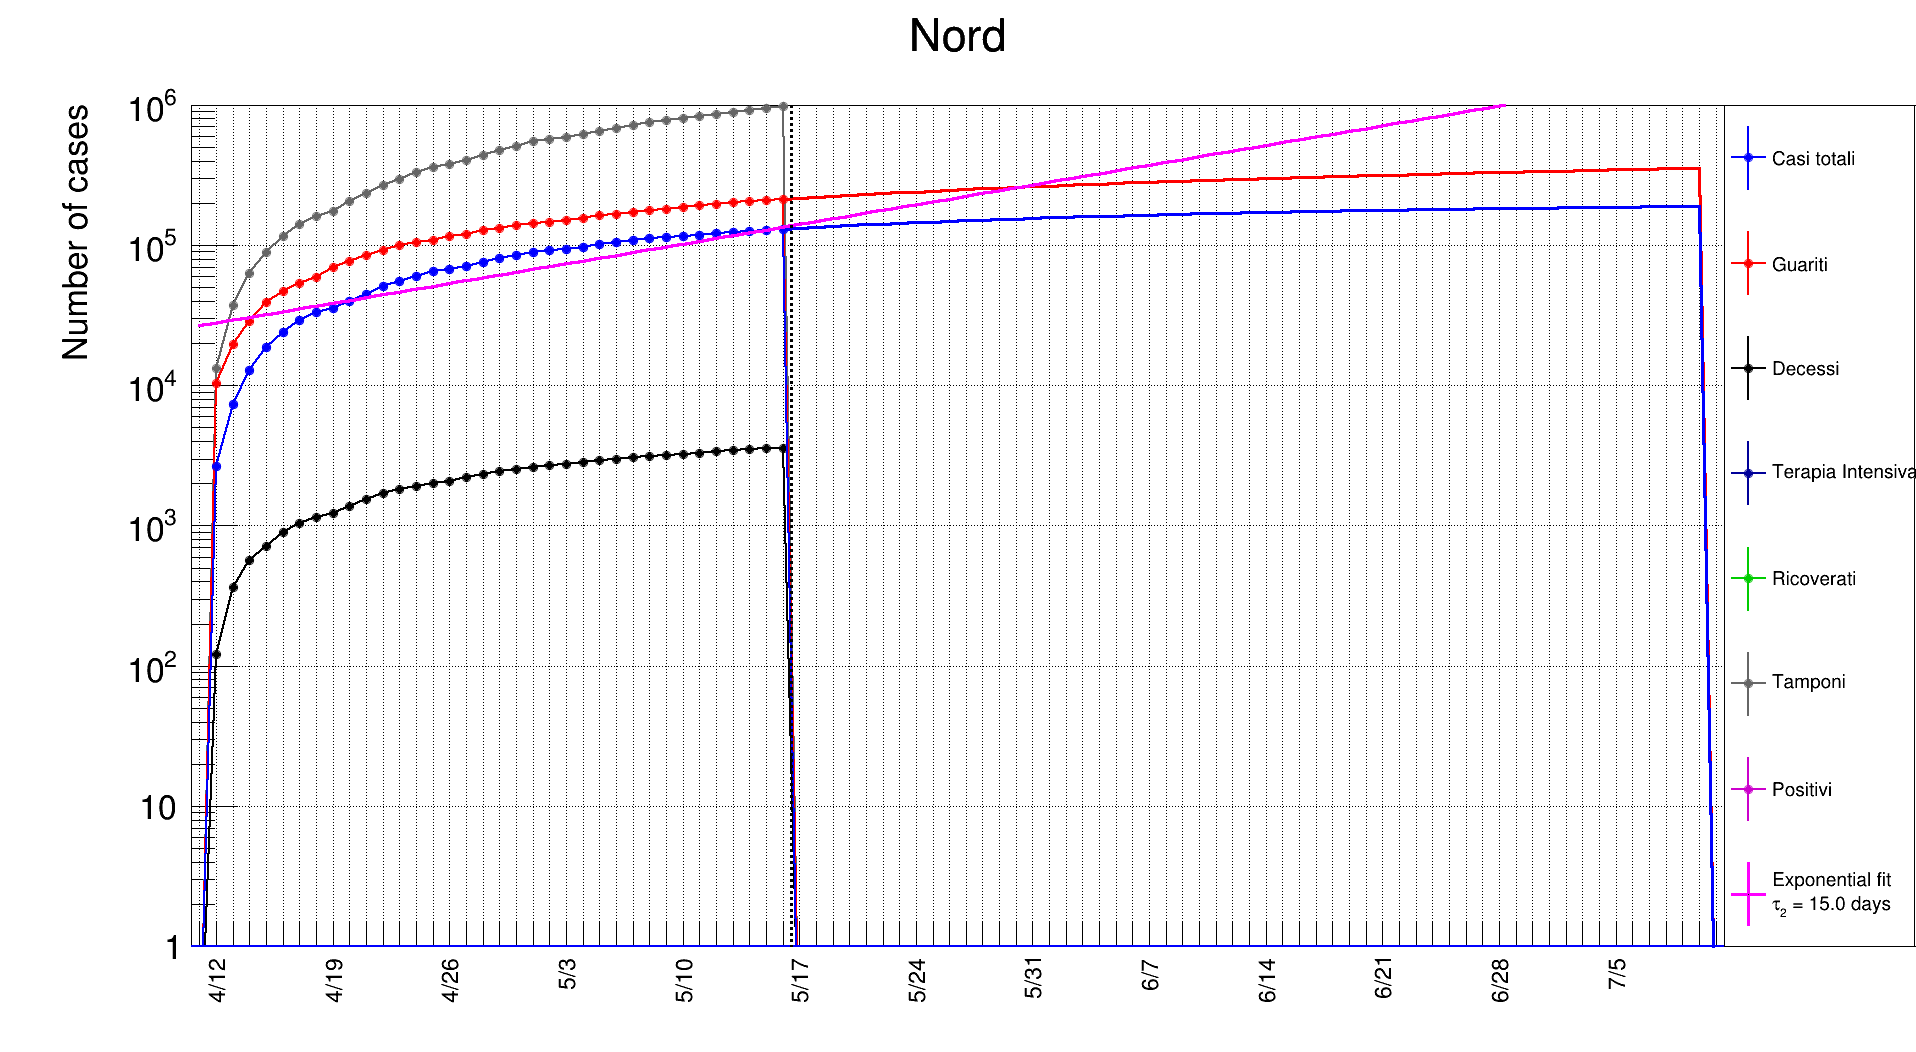 Nord
Number of cases
10^6
10^5
10^4
10^3
10^2
10
1
4/12
4/19
4/26
5/3
5/10
5/17
5/24
5/31
6/7
6/14
6/21
6/28
7/5
Casi totali
Guariti
Decessi
Terapia Intensiva
Ricoverati
Tamponi
Positivi
Exponential fit
τ₂ = 15.0 days